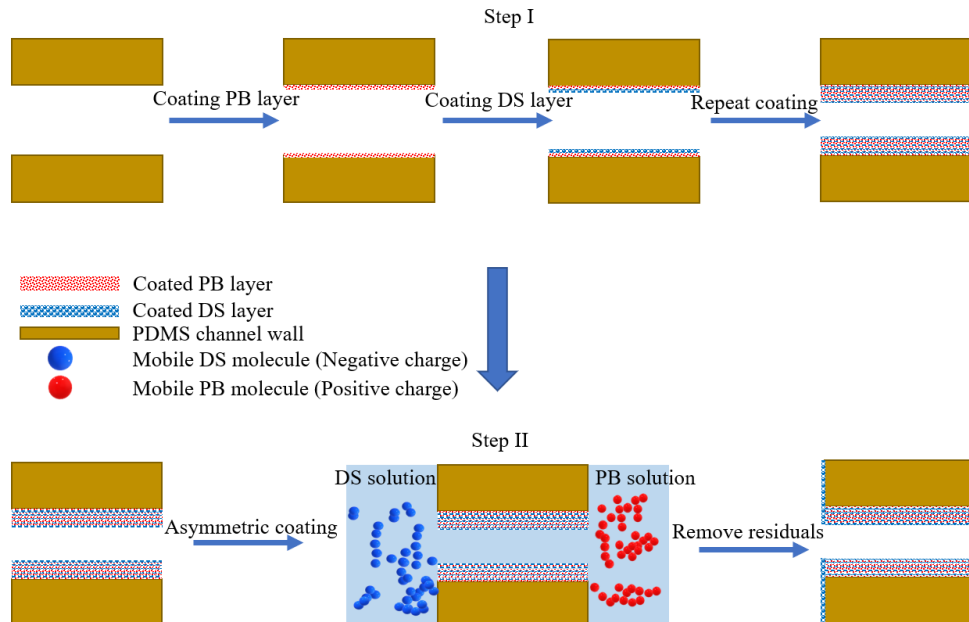 Step I
Coating PB layer
Coating DS layer
Repeat coating
Coated PB layer
Coated DS layer
PDMS channel wall
Mobile DS molecule (Negative charge)
Mobile PB molecule (Positive charge)
Step II
DS solution
PB solution
Asymmetric coating
Remove residuals